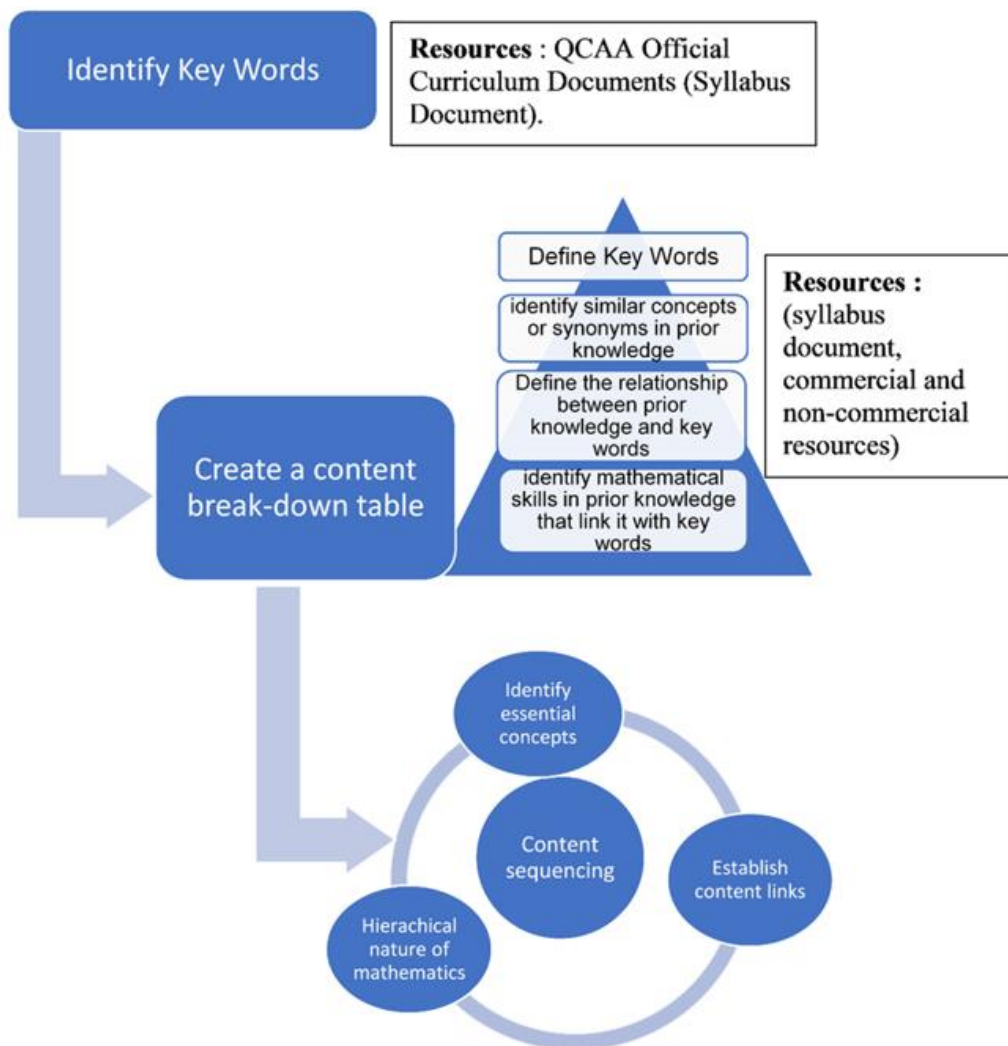 Identify Key Words
Resources : QCAA Official
Curriculum Documents (Syllabus
Document).
Define Key Words
identify similar concepts
or synonyms in prior
knowledge
Define the relationship
between prior
knowledge and key
words
identify mathematical
skills in prior knowledge
that link it with key
words
Resources :
(syllabus
document,
commercial and
non-commercial
resources)
Create a content
break-down table
Identify
essential
concepts
Content
sequencing
Establish
content links
Hierachical
nature of
mathematics